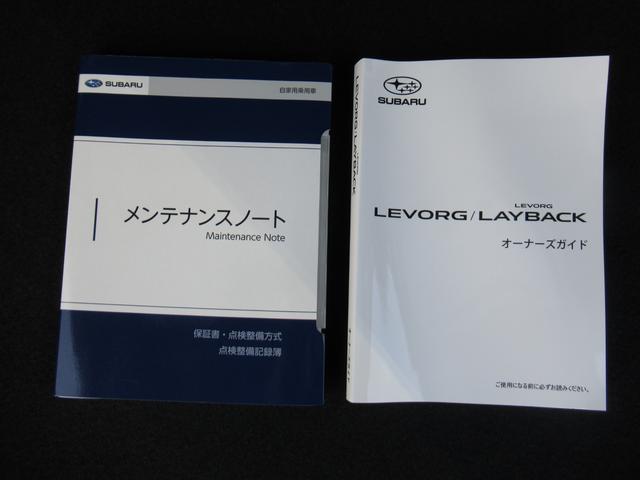 SUBARU
自家用乗用車
メンテナンスノート
Maintenance Note
保証書・点検整備方式
点検整備記録簿
LEVORG/LAYBACK
SUBARU
LEVORG
LEVORG/LAYBACK
オーナーズガイド
ご使用になる前に必ずお読みください。